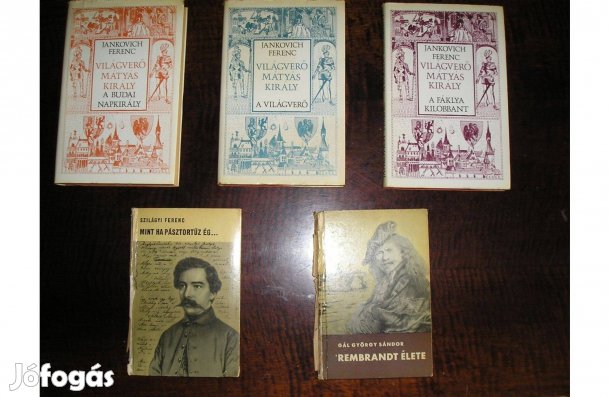 JANKOVICH
FERENC
VILÁGVERŐ
MÁTYÁS
KIRÁLY
A BUDAI
NAPKIRÁLY
JANKOVICH
FERENC
VILÁGVERŐ
MÁTYÁS
KIRÁLY
A VILÁGVERŐ
JANKOVICH
FERENC
VILÁGVERŐ
MÁTYÁS
KIRÁLY
A FÁKLYA
KILOBBANT
SZILÁGYI FERENC
MINT HA PÁSZTORTŰZ ÉG...
GÁL GYÖRGY SÁNDOR
REMBRANDT ÉLETE
Jófogás